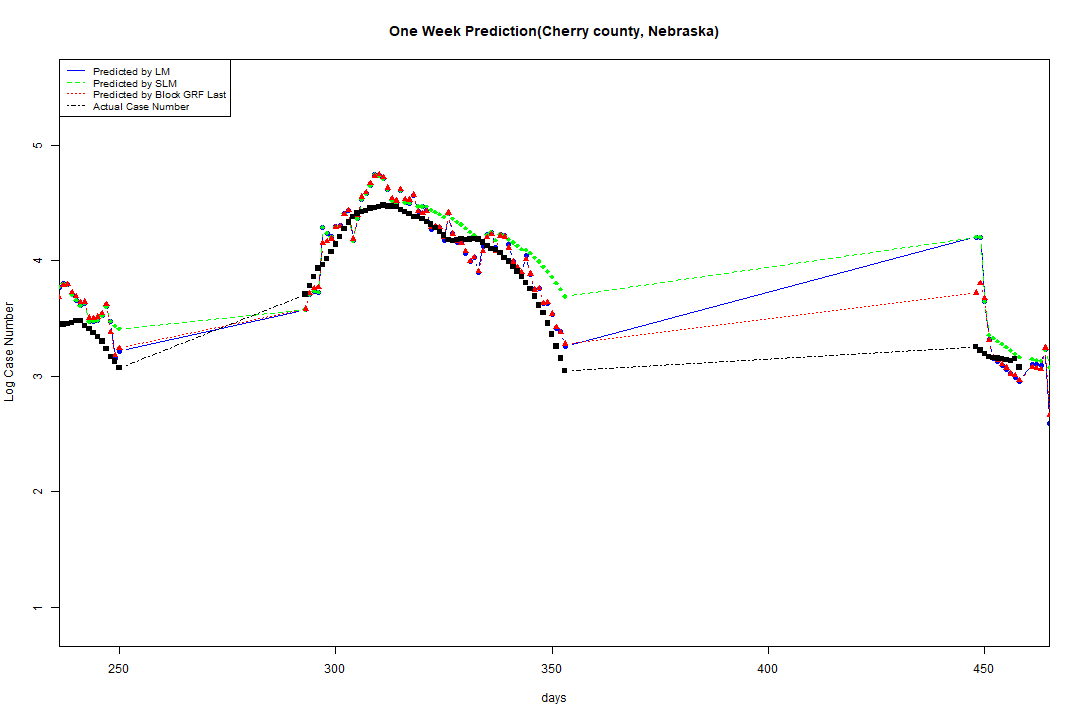 One Week Prediction(Cherry county, Nebraska)
Predicted by LM
Predicted by SLM
Predicted by Block GRF Last
Actual Case Number
5
4
3
2
1
Log Case Number
250 300 350 400 450
days